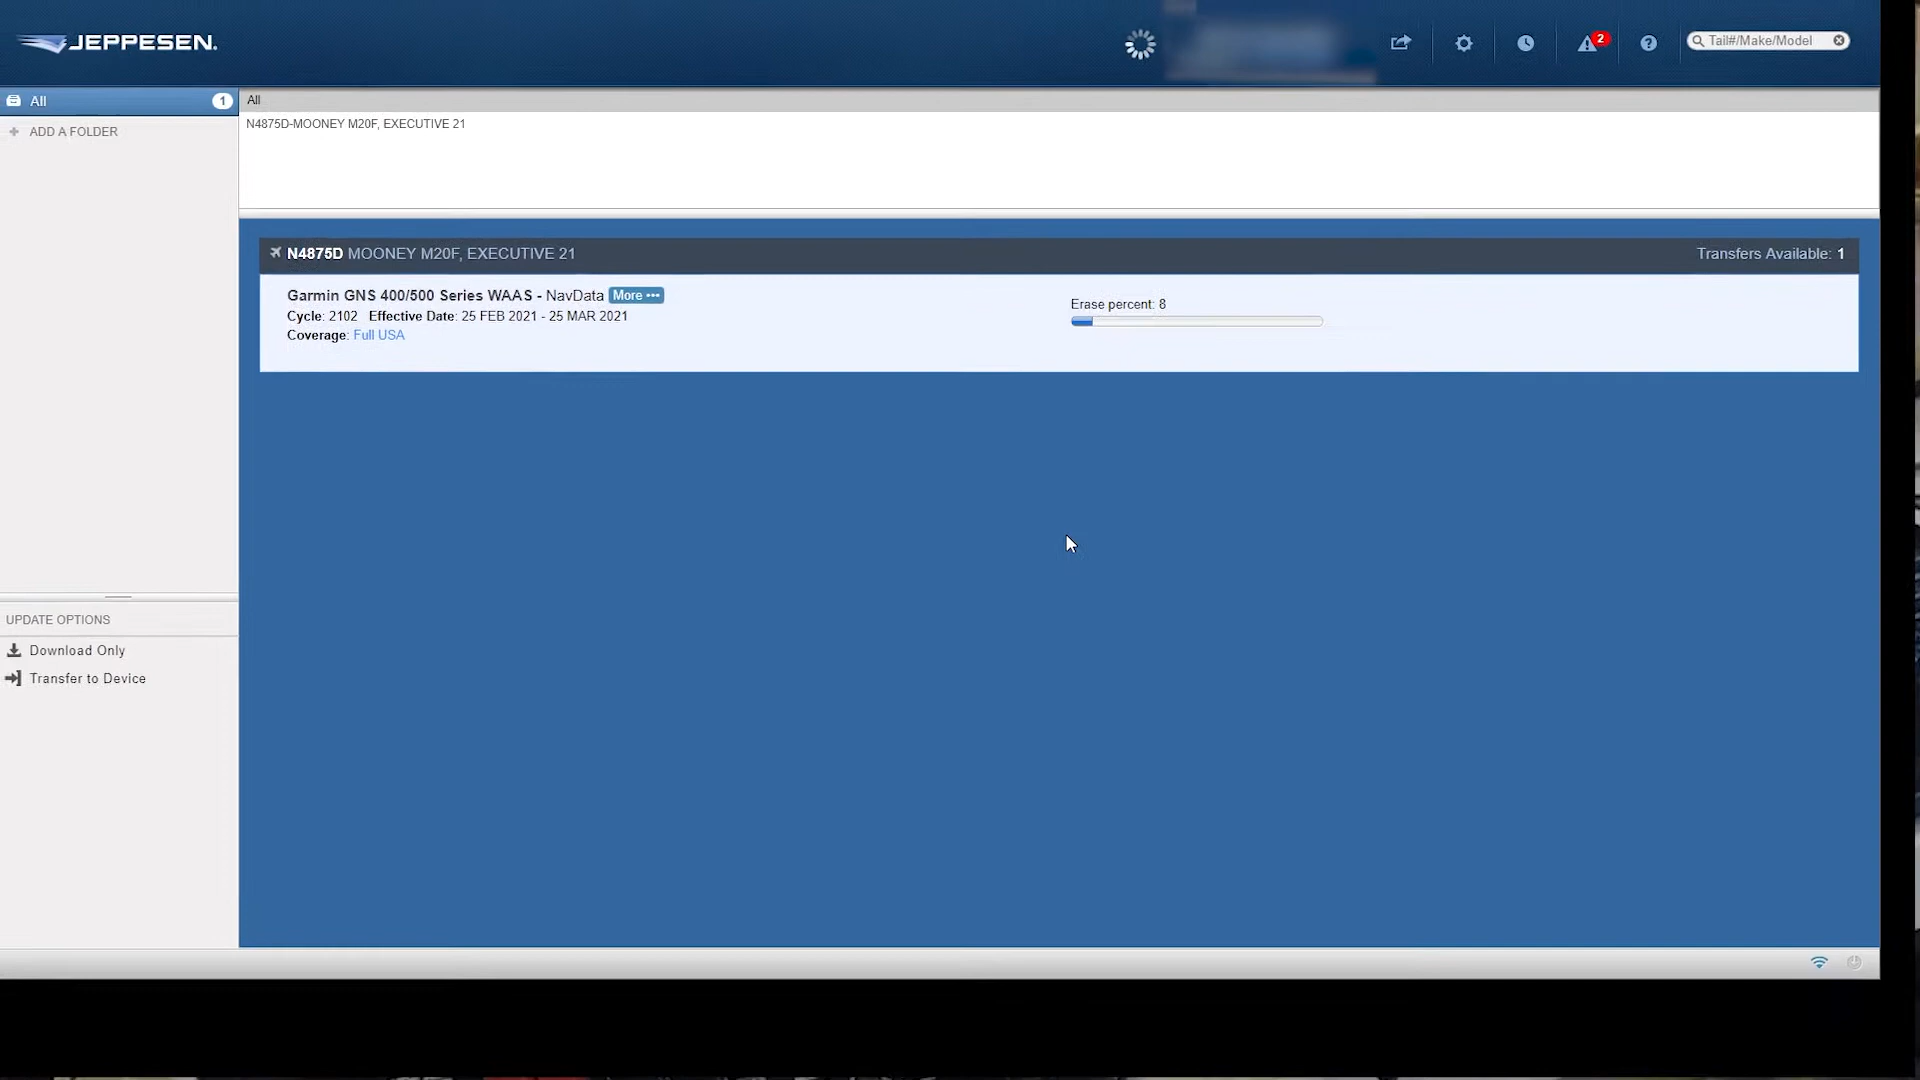 JEPPESEN.
2
Tail#/Make/Model
All
1
All
ADD A FOLDER
N4875D-MOONEY M20F, EXECUTIVE 21
N4875D MOONEY M20F, EXECUTIVE 21
Transfers Available: 1
Garmin GNS 400/500 Series WAAS - NavData More •••
Cycle: 2102 Effective Date: 25 FEB 2021 - 25 MAR 2021
Coverage: Full USA
Erase percent: 8
UPDATE OPTIONS
Download Only
Transfer to Device